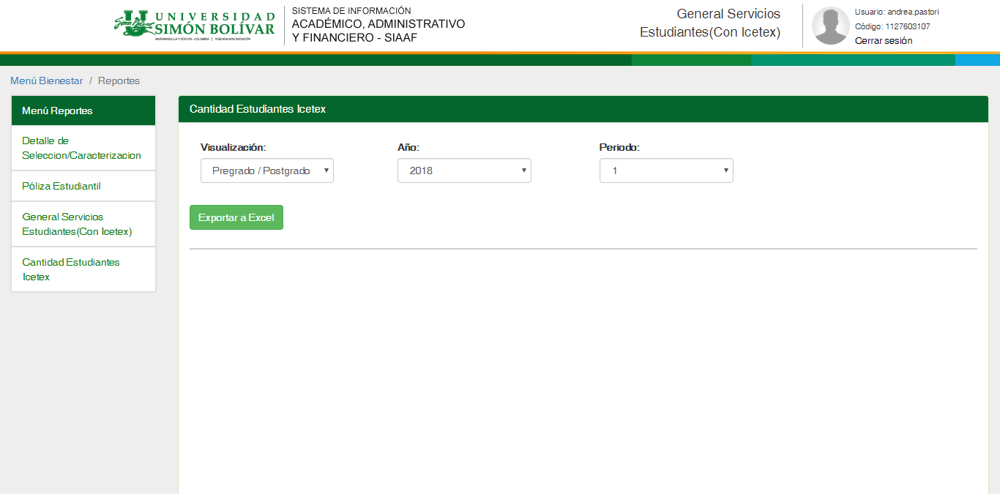 UNIVERSIDAD
SIMÓN BOLÍVAR
BARRANQUILLA Y CÚCUTA - COLOMBIA | VIGILADA MINEDUCACIÓN
SISTEMA DE INFORMACIÓN
ACADÉMICO, ADMINISTRATIVO
Y FINANCIERO - SIAAF
General Servicios
Estudiantes(Con Icetex)
Usuario: andrea.pastori
Código: 1127603107
Cerrar sesión
Menú Bienestar / Reportes
Menú Reportes
Detalle de
Seleccion/Caracterizacion
Póliza Estudiantil
General Servicios
Estudiantes(Con Icetex)
Cantidad Estudiantes
Icetex
Cantidad Estudiantes Icetex
Visualización: Año: Periodo:
Pregrado / Postgrado 2018 1
Exportar a Excel